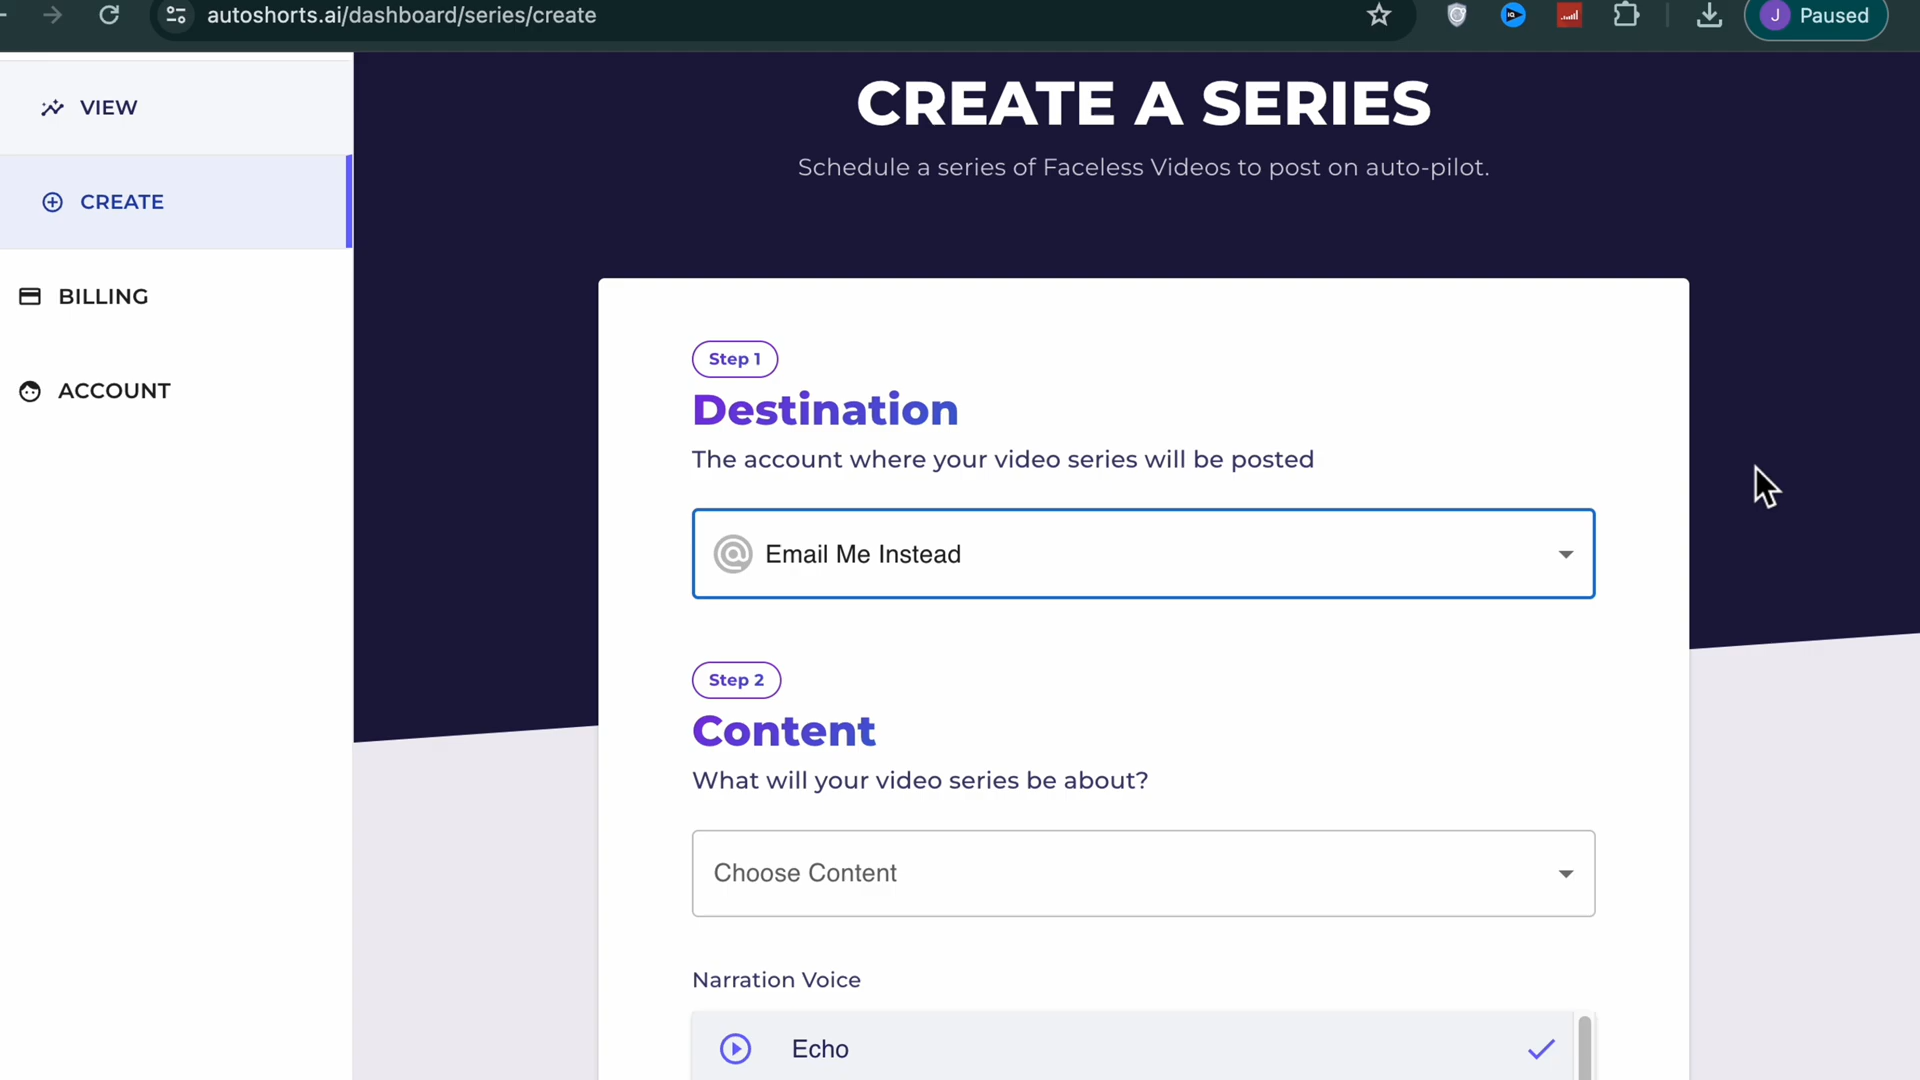 autoshorts.ai/dashboard/series/create
J Paused
VIEW
CREATE
BILLING
ACCOUNT
CREATE A SERIES
Schedule a series of Faceless Videos to post on auto-pilot.
Step 1
Destination
The account where your video series will be posted
Email Me Instead
Step 2
Content
What will your video series be about?
Choose Content
Narration Voice
Echo